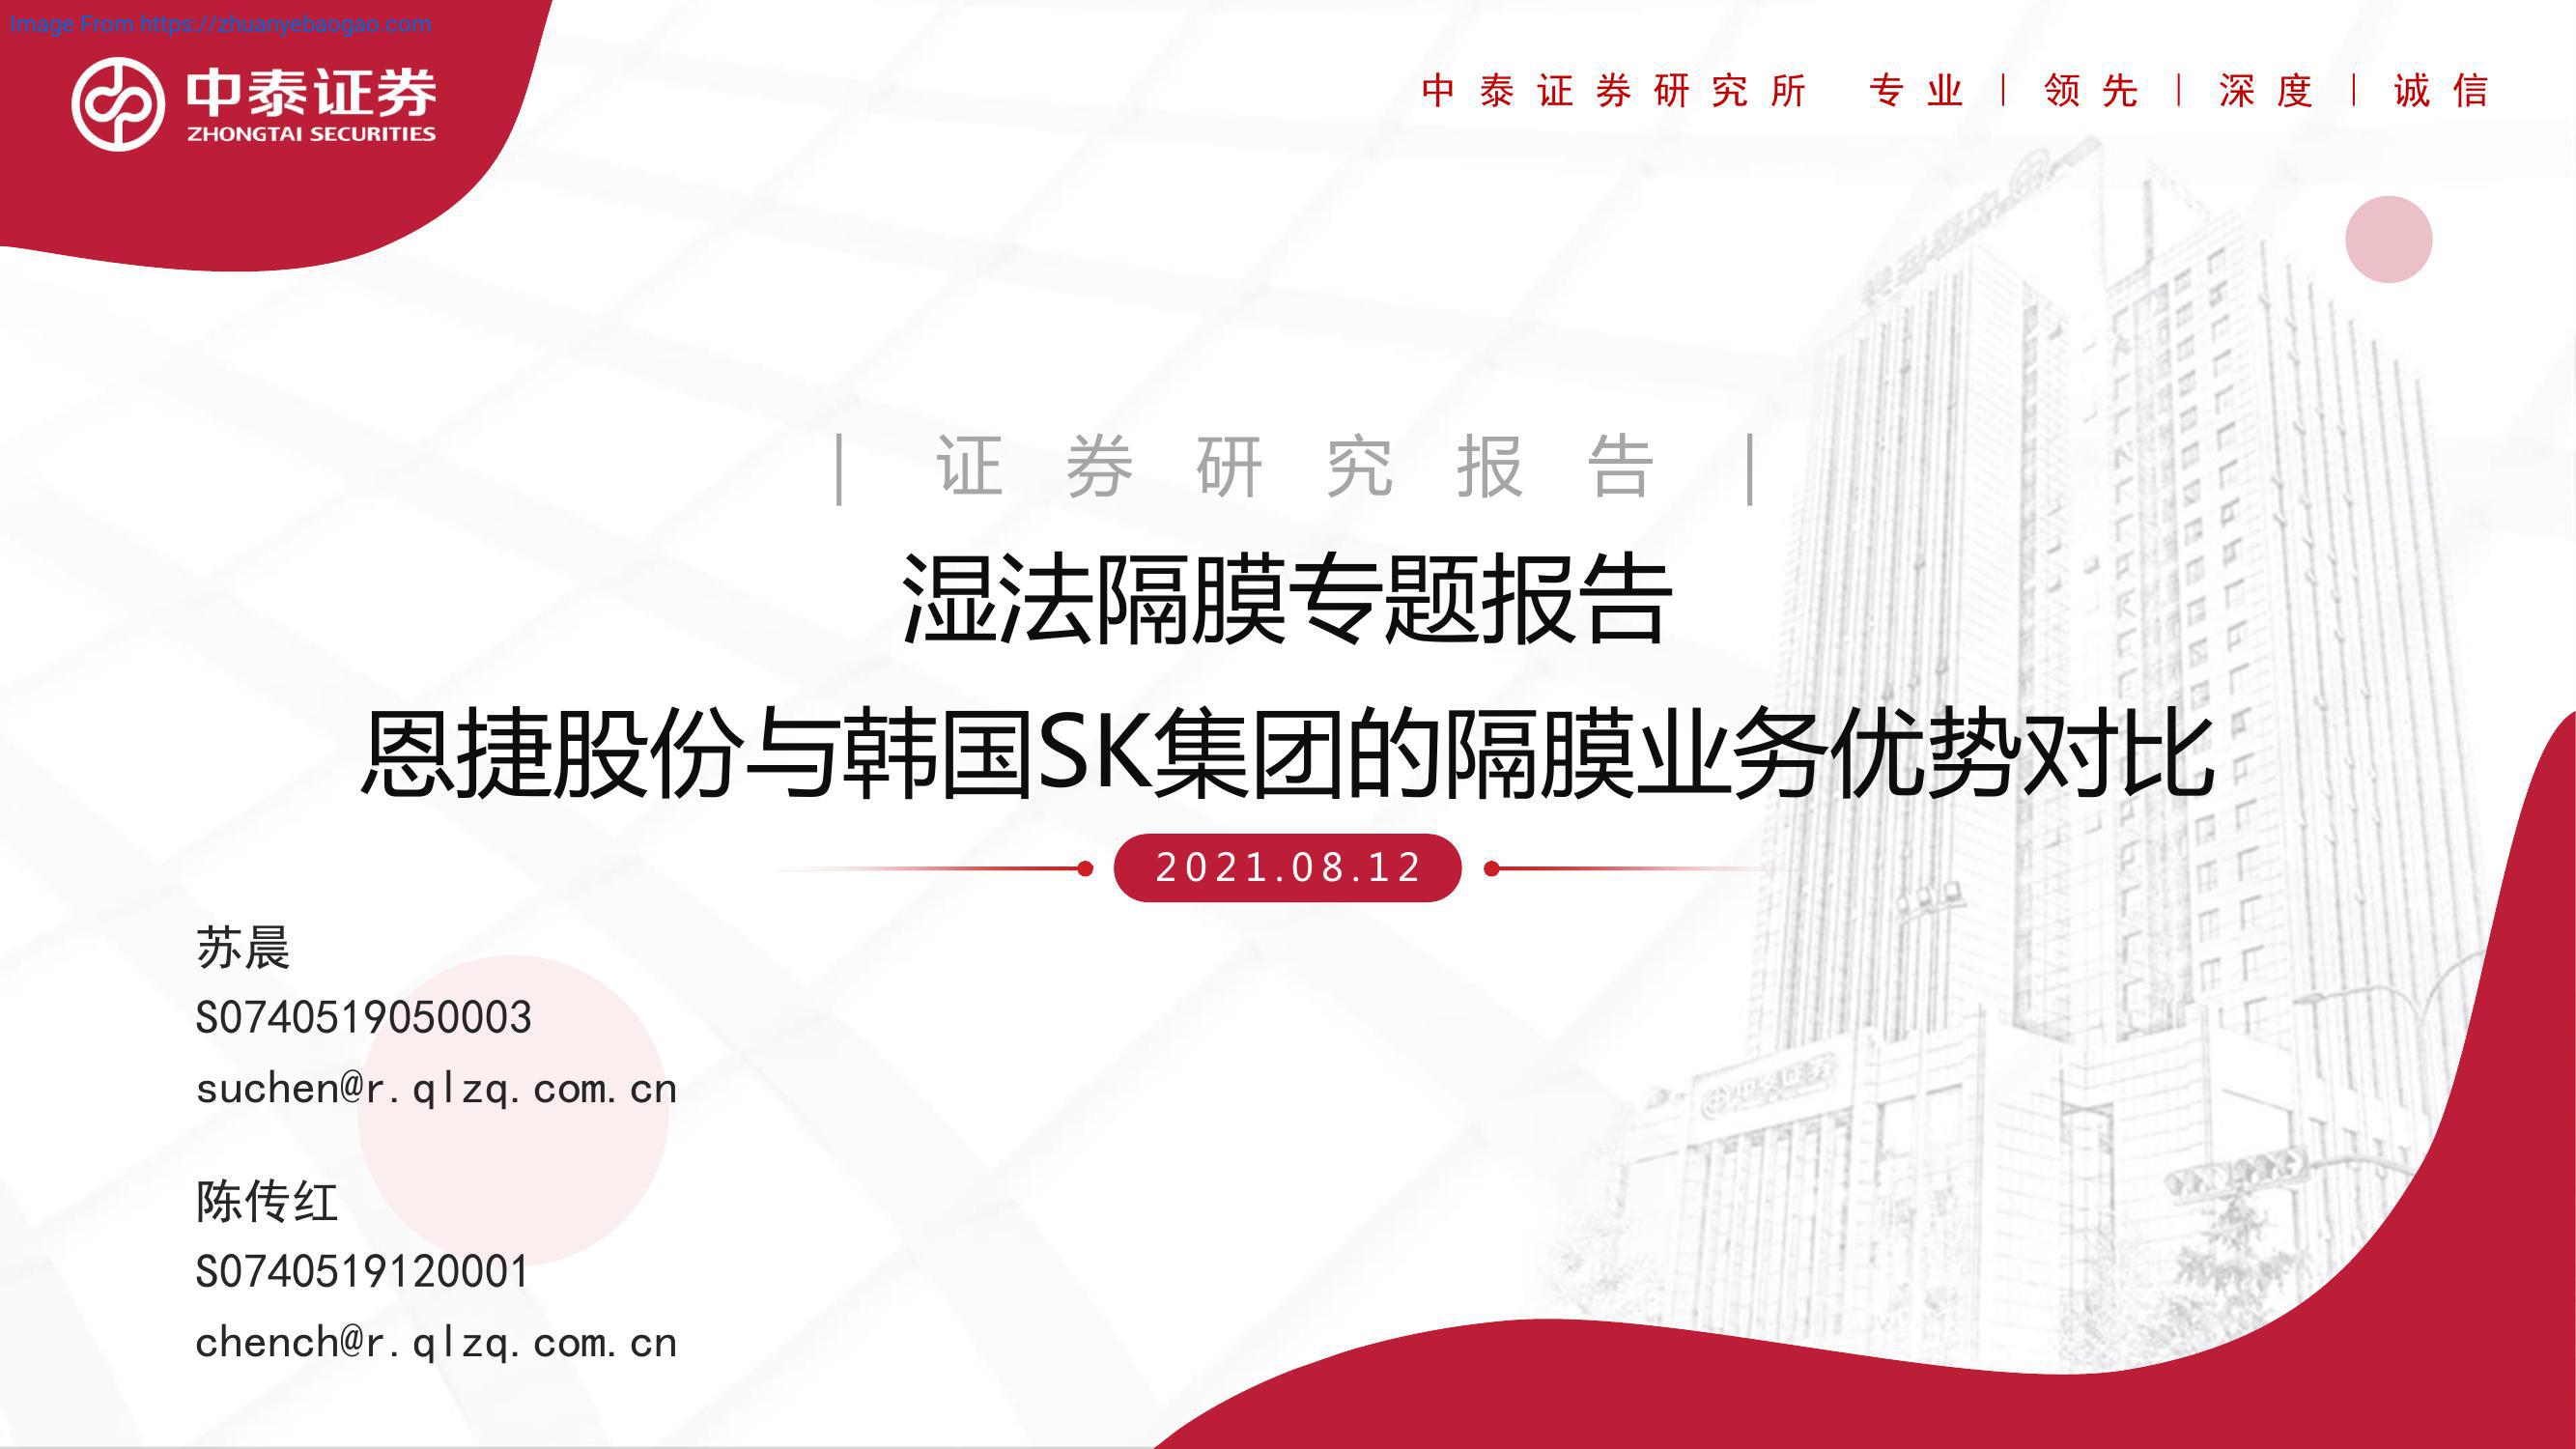 Image From https://zhuanyebaogao.com
中泰证券
ZHONGTAI SECURITIES
中泰证券研究所 专业｜领先｜深度｜诚信
｜证券研究报告｜
湿法隔膜专题报告
恩捷股份与韩国SK集团的隔膜业务优势对比
2021.08.12
苏晨
S0740519050003
suchen@r.qlzq.com.cn
陈传红
S0740519120001
chench@r.qlzq.com.cn
中泰证券